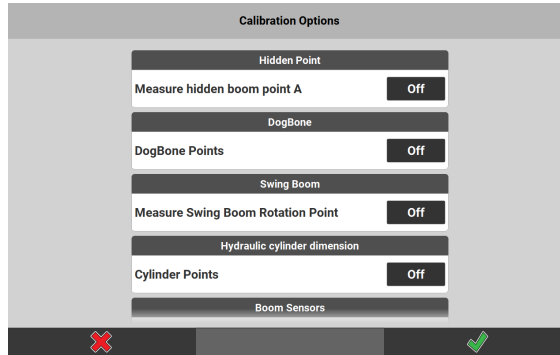 Calibration Options
Hidden Point
Measure hidden boom point A
Off
DogBone
DogBone Points
Off
Swing Boom
Measure Swing Boom Rotation Point
Off
Hydraulic cylinder dimension
Cylinder Points
Off
Boom Sensors